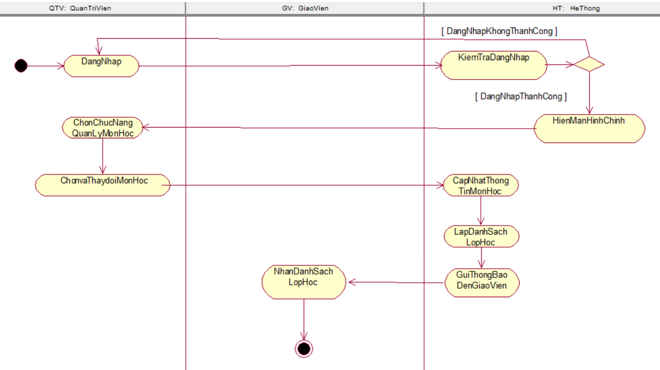 QTV: QuanTriVien
GV: GiaoVien
HT: HeThong
[ DangNhapKhongThanhCong ]
DangNhap
KiemTraDangNhap
[ DangNhapThanhCong ]
ChonChucNang
QuanLyMonHoc
HienManHinhChinh
ChonvaThaydoiMonHoc
CapNhatThong
TinMonHoc
LapDanhSach
LopHoc
NhanDanhSach
LopHoc
GuiThongBao
DenGiaoVien